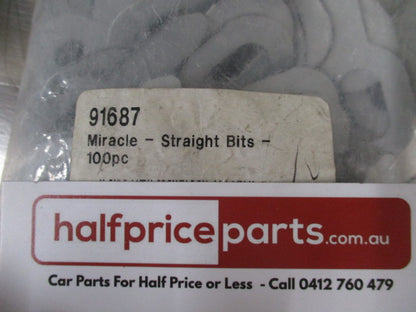 91687
Miracle - Straight Bits -
100pc
halfpriceparts.com.au
Car Parts For Half Price or Less - Call 0412 760 479